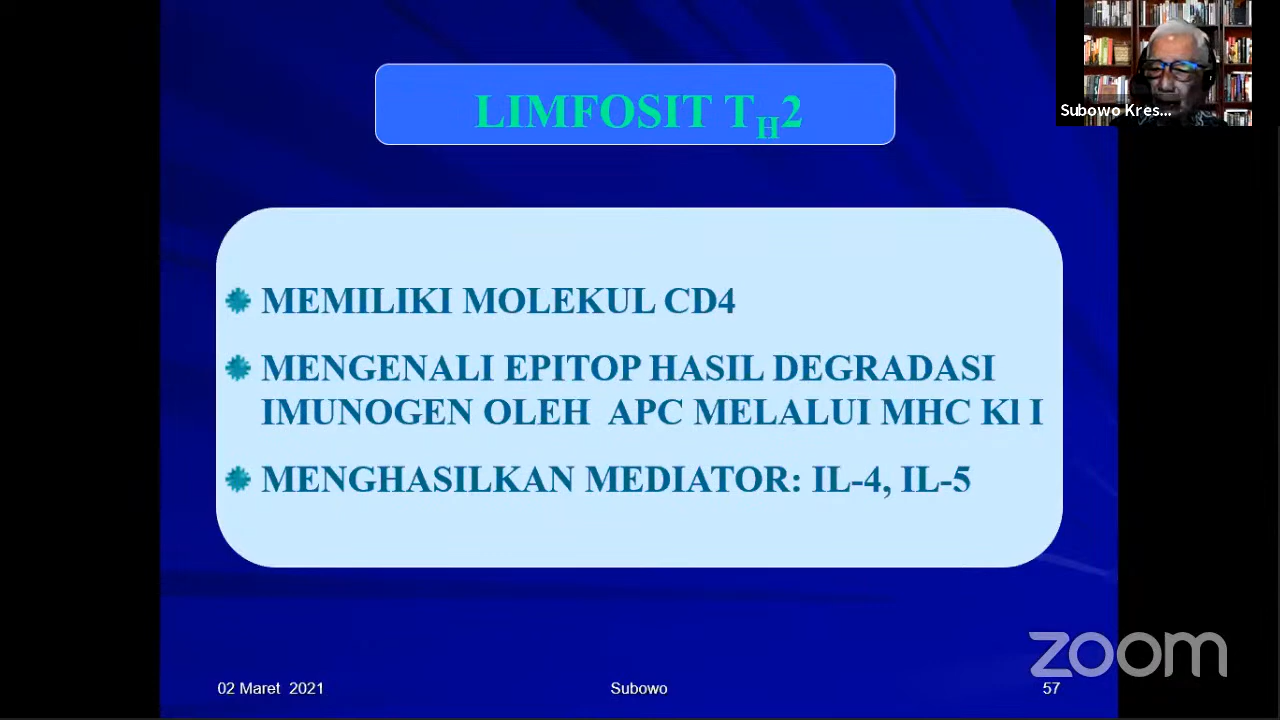 Subowo Kres...
LIMFOSIT TH2
MEMILIKI MOLEKUL CD4
MENGENALI EPITOP HASIL DEGRADASI
IMUNOGEN OLEH APC MELALUI MHC Kl I
MENGHASILKAN MEDIATOR: IL-4, IL-5
zoom
02 Maret 2021
Subowo
57